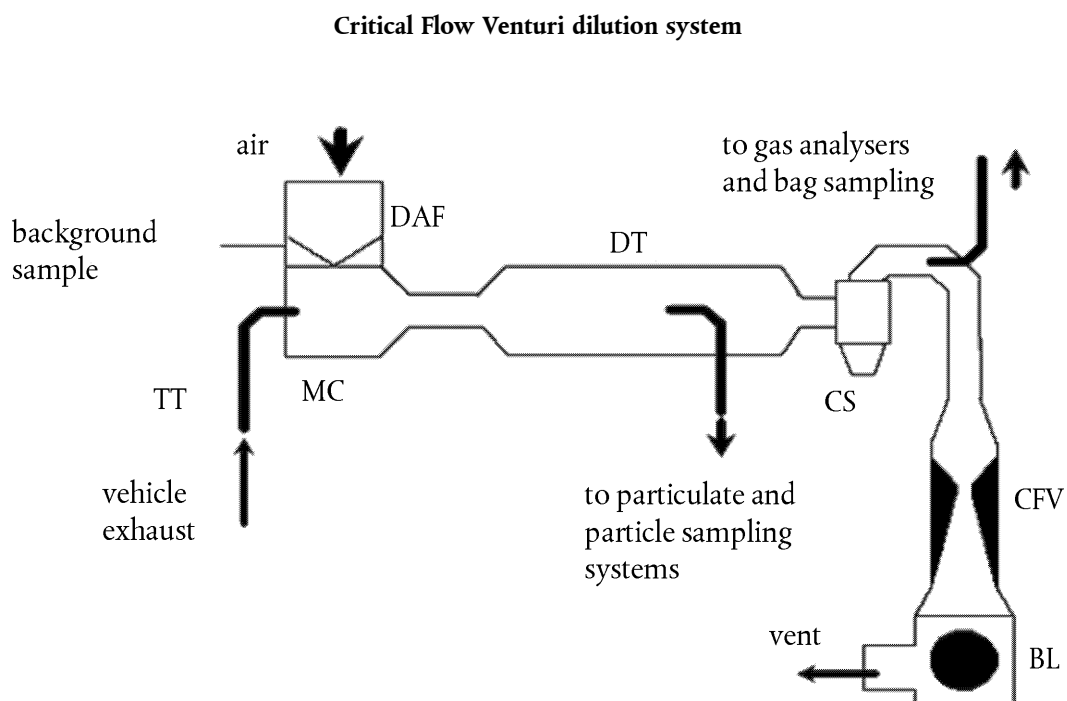 Critical Flow Venturi dilution system
air
to gas analysers
and bag sampling
DAF
background
sample
DT
TT
MC
CS
vehicle
exhaust
to particulate and
particle sampling
systems
CFV
vent
BL